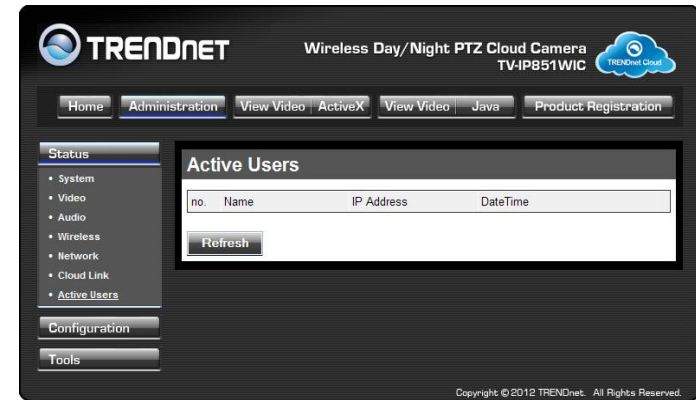 TRENDNET
Wireless Day/Night PTZ Cloud Camera
TV-IP851WIC
TRENDnet Cloud
Home Administration View Video ActiveX View Video Java Product Registration
Status
• System
• Video
• Audio
• Wireless
• Network
• Cloud Link
• Active Users
Configuration
Tools
Active Users
no. Name IP Address DateTime
Refresh
Copyright © 2012 TRENDnet. All Rights Reserved.